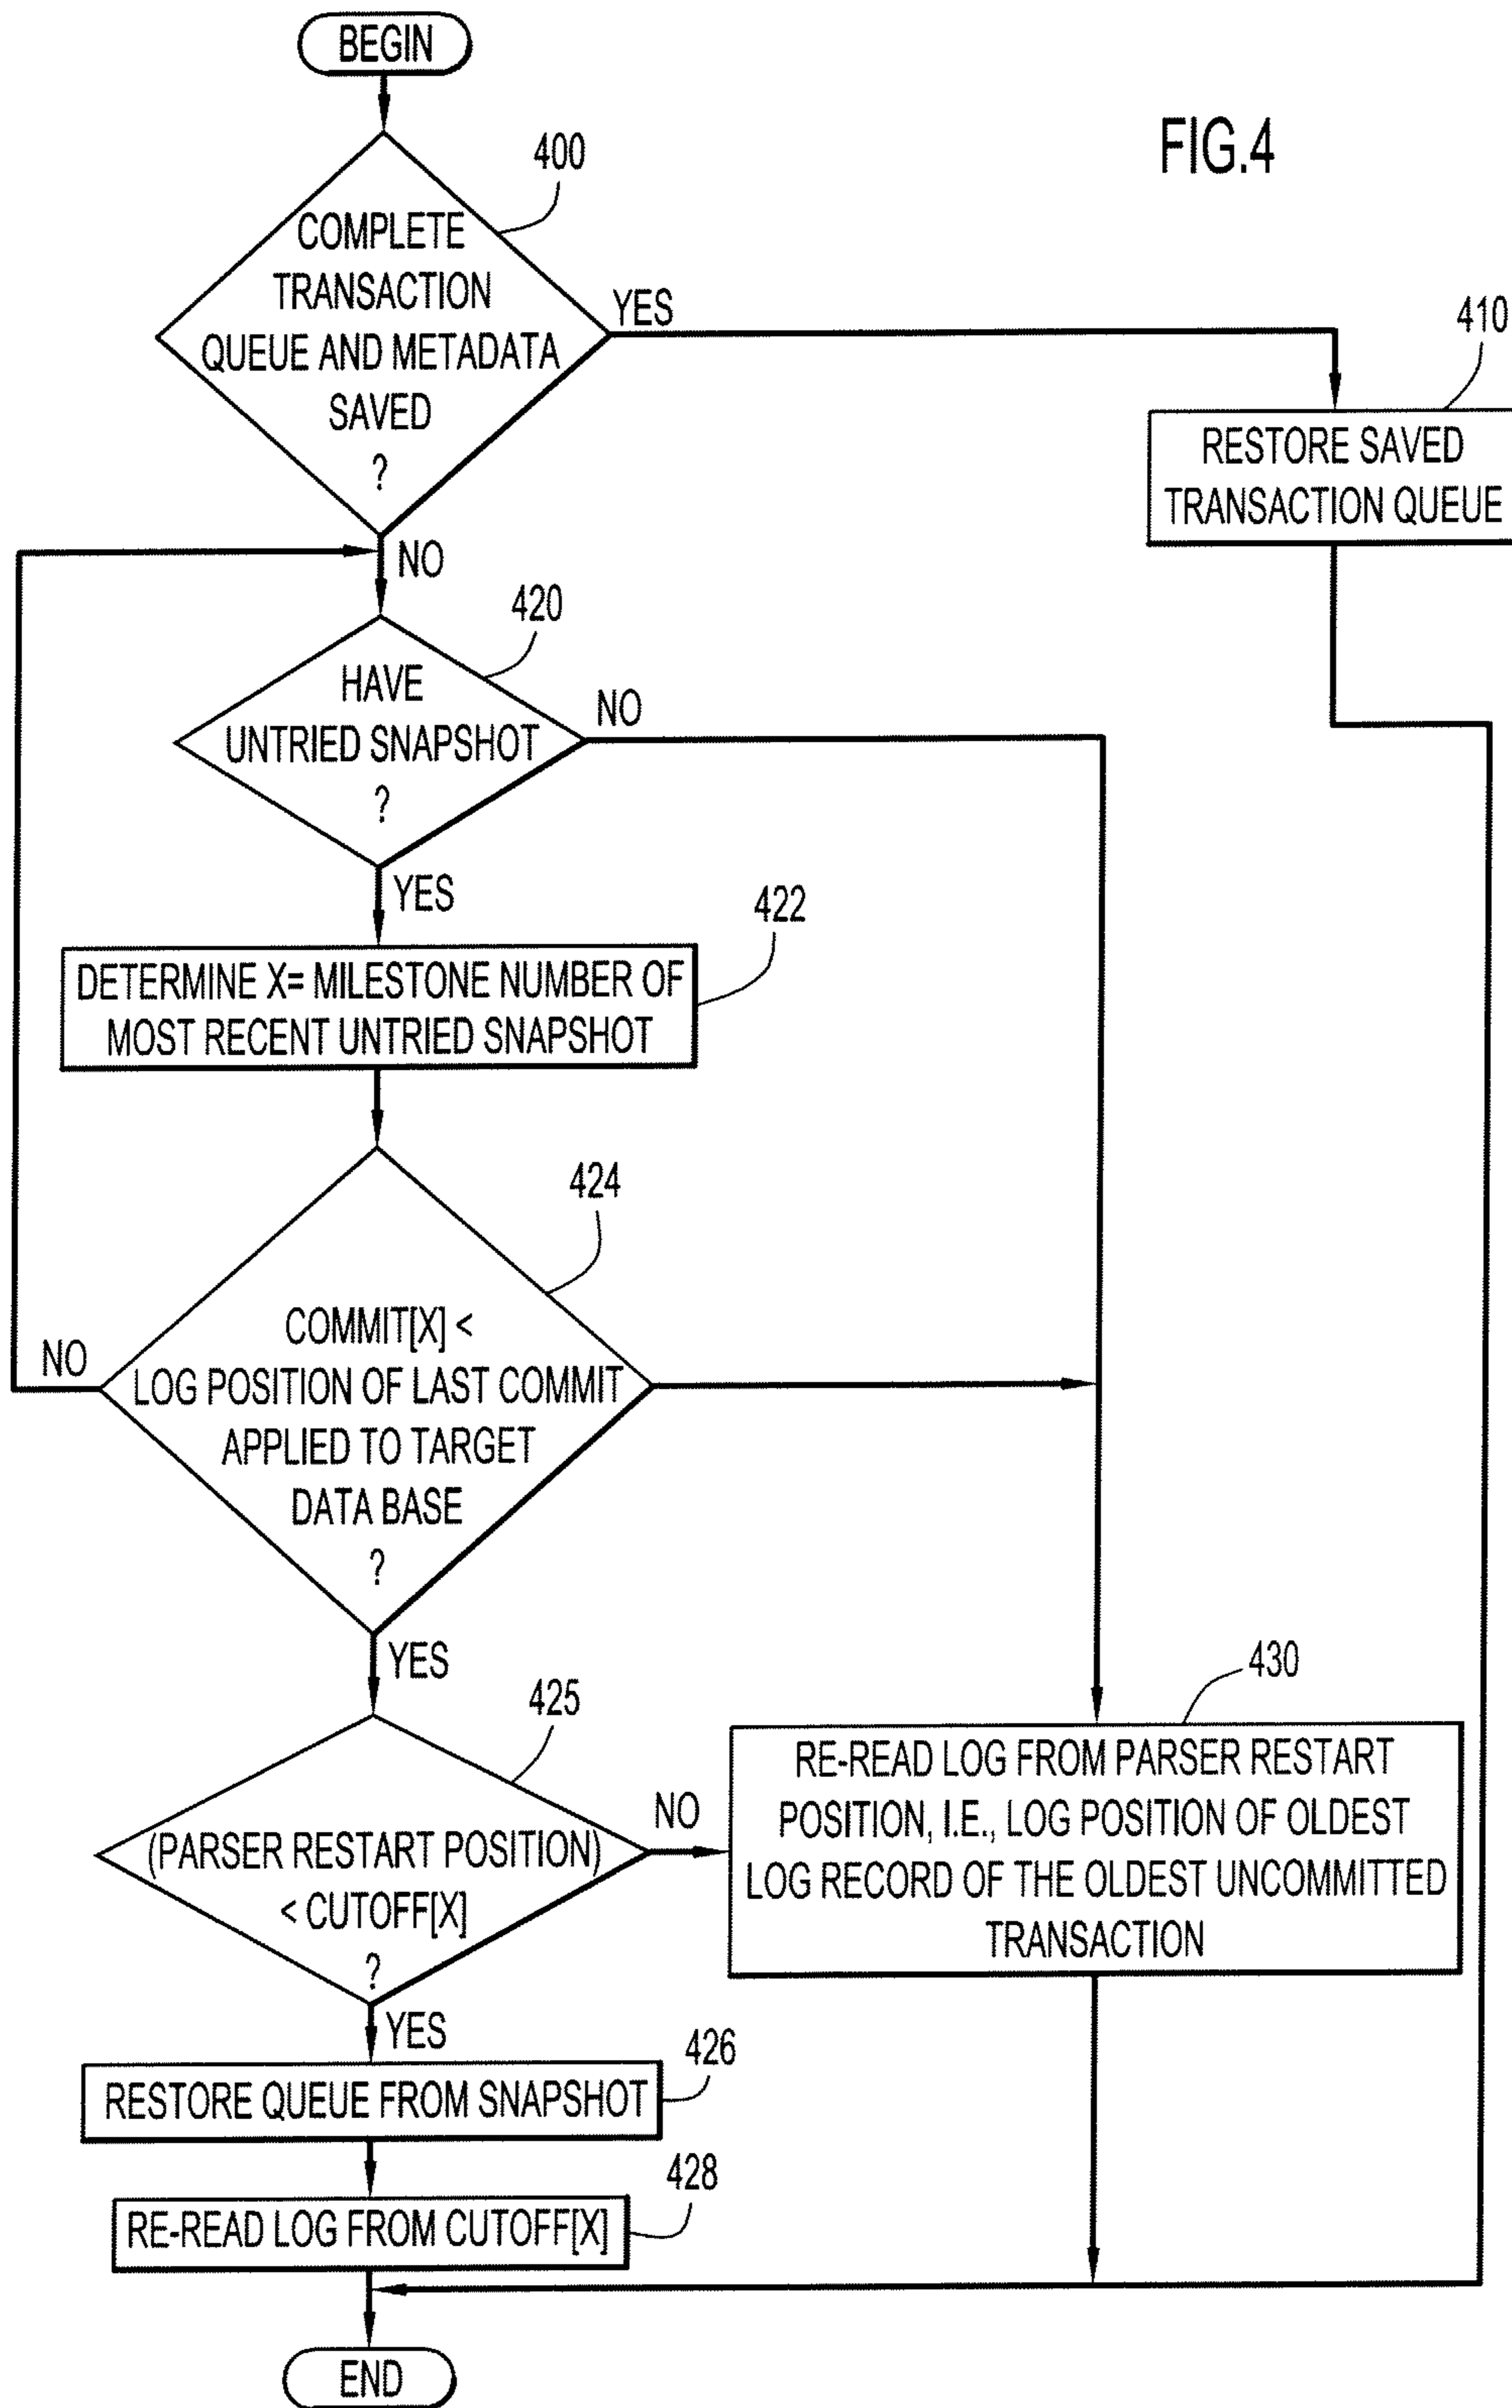 BEGIN
FIG.4
400
COMPLETE
TRANSACTION
QUEUE AND METADATA
SAVED
?
YES
410
RESTORE SAVED
TRANSACTION QUEUE
NO
420
HAVE
UNTRIED SNAPSHOT
?
NO
YES
422
DETERMINE X= MILESTONE NUMBER OF
MOST RECENT UNTRIED SNAPSHOT
424
COMMIT[X] <
LOG POSITION OF LAST COMMIT
APPLIED TO TARGET
DATA BASE
?
NO
YES
425
(PARSER RESTART POSITION)
< CUTOFF[X]
?
NO
430
RE-READ LOG FROM PARSER RESTART
POSITION, I.E., LOG POSITION OF OLDEST
LOG RECORD OF THE OLDEST UNCOMMITTED
TRANSACTION
YES
426
RESTORE QUEUE FROM SNAPSHOT
428
RE-READ LOG FROM CUTOFF[X]
END